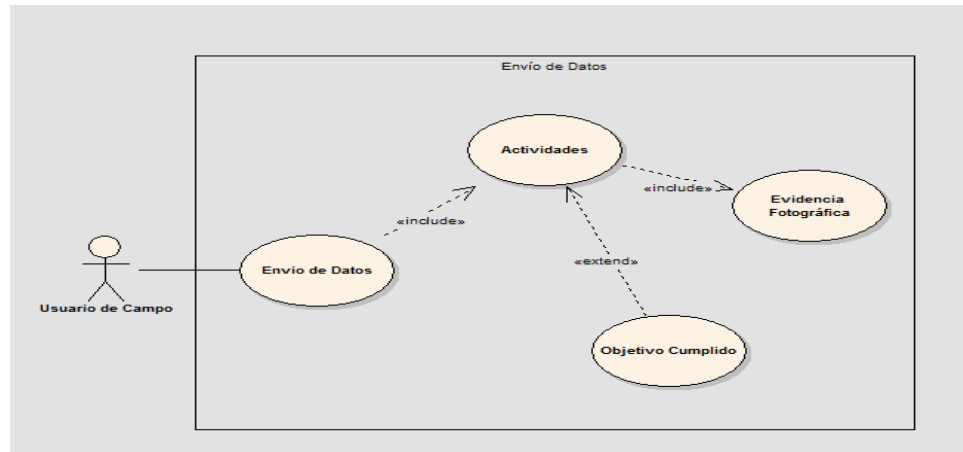 Envío de Datos
Actividades
«include»
Evidencia
Fotográfica
«include»
Envio de Datos
«extend»
Usuario de Campo
Objetivo Cumplido